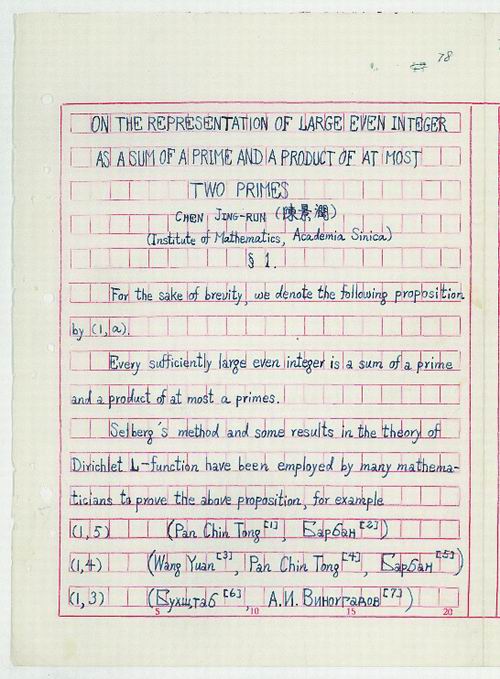 78
ON THE REPRESENTATION OF LARGE EVEN INTEGER
AS A SUM OF A PRIME AND A PRODUCT OF AT MOST
TWO PRIMES
CHEN JING-RUN (陳景潤)
(Institute of Mathematics, Academia Sinica)
§ 1.
For the sake of brevity, we denote the following proposition
by (1, a).
Every sufficiently large even integer is a sum of a prime
and a product of at most a primes.
Selberg's method and some results in the theory of
Divichlet L-function have been employed by many mathema-
ticians to prove the above proposition, for example
(1,5) (Pan Chin Tong[1], Барбан[2])
(1,4) (Wang Yuan[3], Pan Chin Tong[4], Барбан[5])
(1,3) (Бухштаб[6], А.И. Виноградов[7])
5 10 15 20